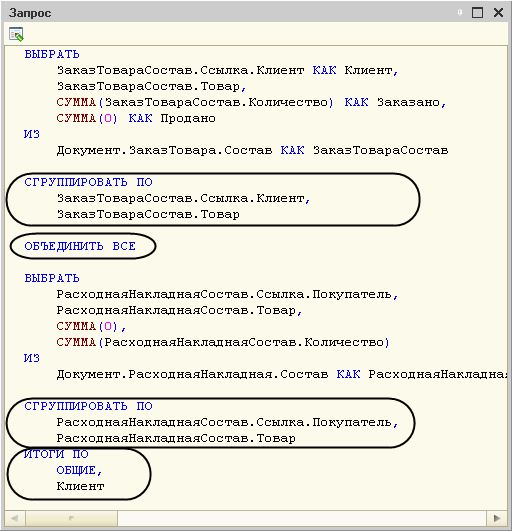 Запрос
ВЫБРАТЬ
ЗаказТовараСостав.Ссылка.Клиент КАК Клиент,
ЗаказТовараСостав.Товар,
СУММА(ЗаказТовараСостав.Количество) КАК Заказано,
СУММА(0) КАК Продано
ИЗ
Документ.ЗаказТовара.Состав КАК ЗаказТовараСостав
СГРУППИРОВАТЬ ПО
ЗаказТовараСостав.Ссылка.Клиент,
ЗаказТовараСостав.Товар
ОБЪЕДИНИТЬ ВСЕ
ВЫБРАТЬ
РасходнаяНакладнаяСостав.Ссылка.Покупатель,
РасходнаяНакладнаяСостав.Товар,
СУММА(0),
СУММА(РасходнаяНакладнаяСостав.Количество)
ИЗ
Документ.РасходнаяНакладная.Состав КАК РасходнаяНакладная
СГРУППИРОВАТЬ ПО
РасходнаяНакладнаяСостав.Ссылка.Покупатель,
РасходнаяНакладнаяСостав.Товар
ИТОГИ ПО
ОБЩИЕ,
Клиент